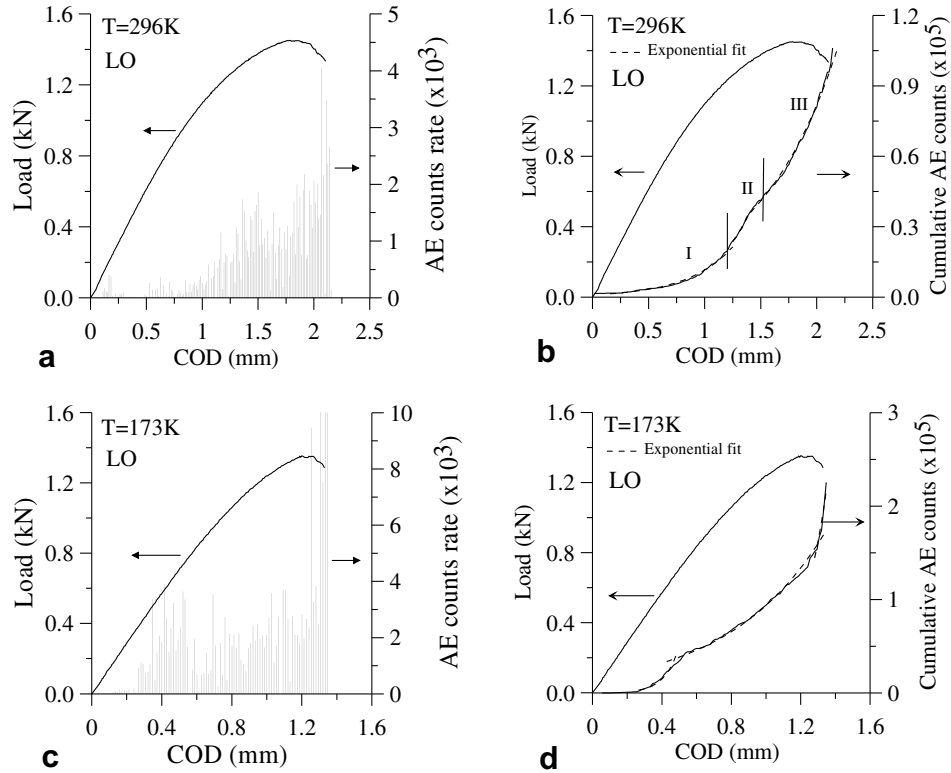 T=296K
LO
Load (kN)
1.6
1.2
0.8
0.4
0.0
AE counts rate (x10³)
5
4
3
2
1
0
0 0.5 1 1.5 2 2.5
COD (mm)
a
T=296K
Exponential fit
LO
I
II
III
Load (kN)
1.6
1.2
0.8
0.4
0.0
Cumulative AE counts (x10⁵)
1.2
0.9
0.6
0.3
0.0
0 0.5 1 1.5 2 2.5
COD (mm)
b
T=173K
LO
Load (kN)
1.6
1.2
0.8
0.4
0.0
AE counts rate (x10³)
10
8
6
4
2
0
0 0.4 0.8 1.2 1.6
COD (mm)
c
T=173K
Exponential fit
LO
Load (kN)
1.6
1.2
0.8
0.4
0.0
Cumulative AE counts (x10⁵)
3
2
1
0
0 0.4 0.8 1.2 1.6
COD (mm)
d